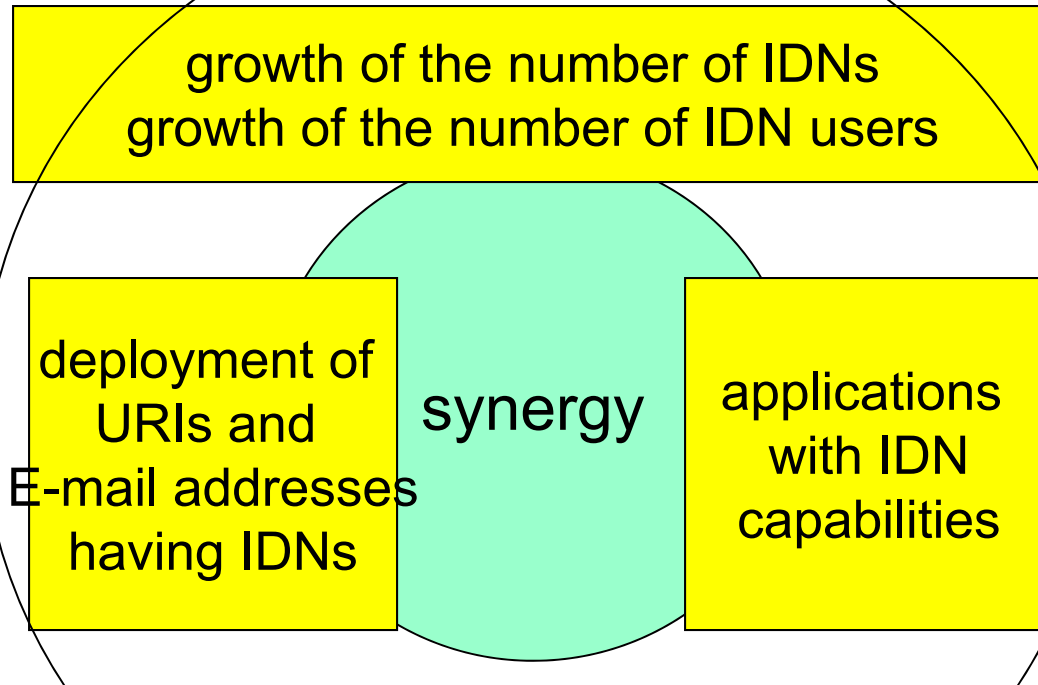 growth of the number of IDNs
growth of the number of IDN users
deployment of
URIs and
E-mail addresses
having IDNs
synergy
applications
with IDN
capabilities